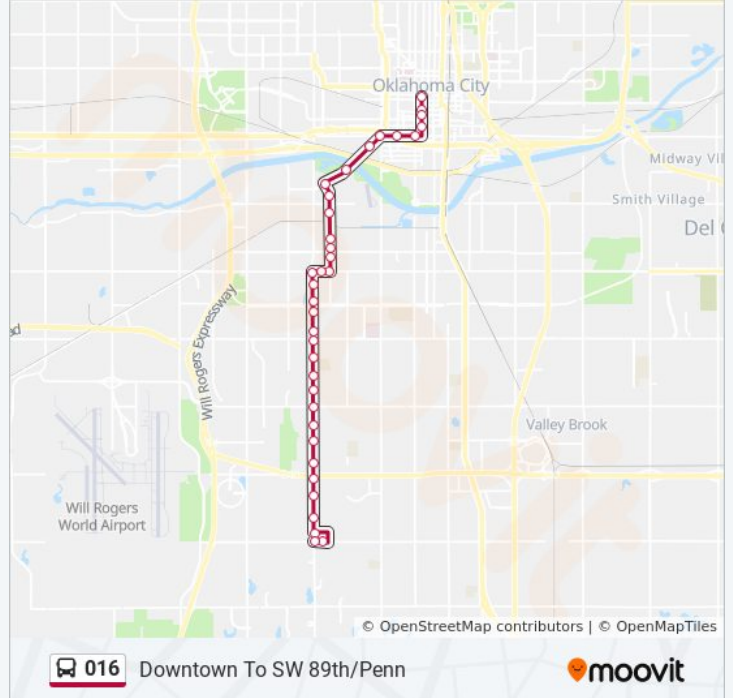 Oklahoma City
Midway Vil
Smith Village
Del
Will Rogers Expressway
Valley Brook
Will Rogers
World Airport
© OpenStreetMap contributors | © OpenMapTiles
016 Downtown To SW 89th/Penn
moovit